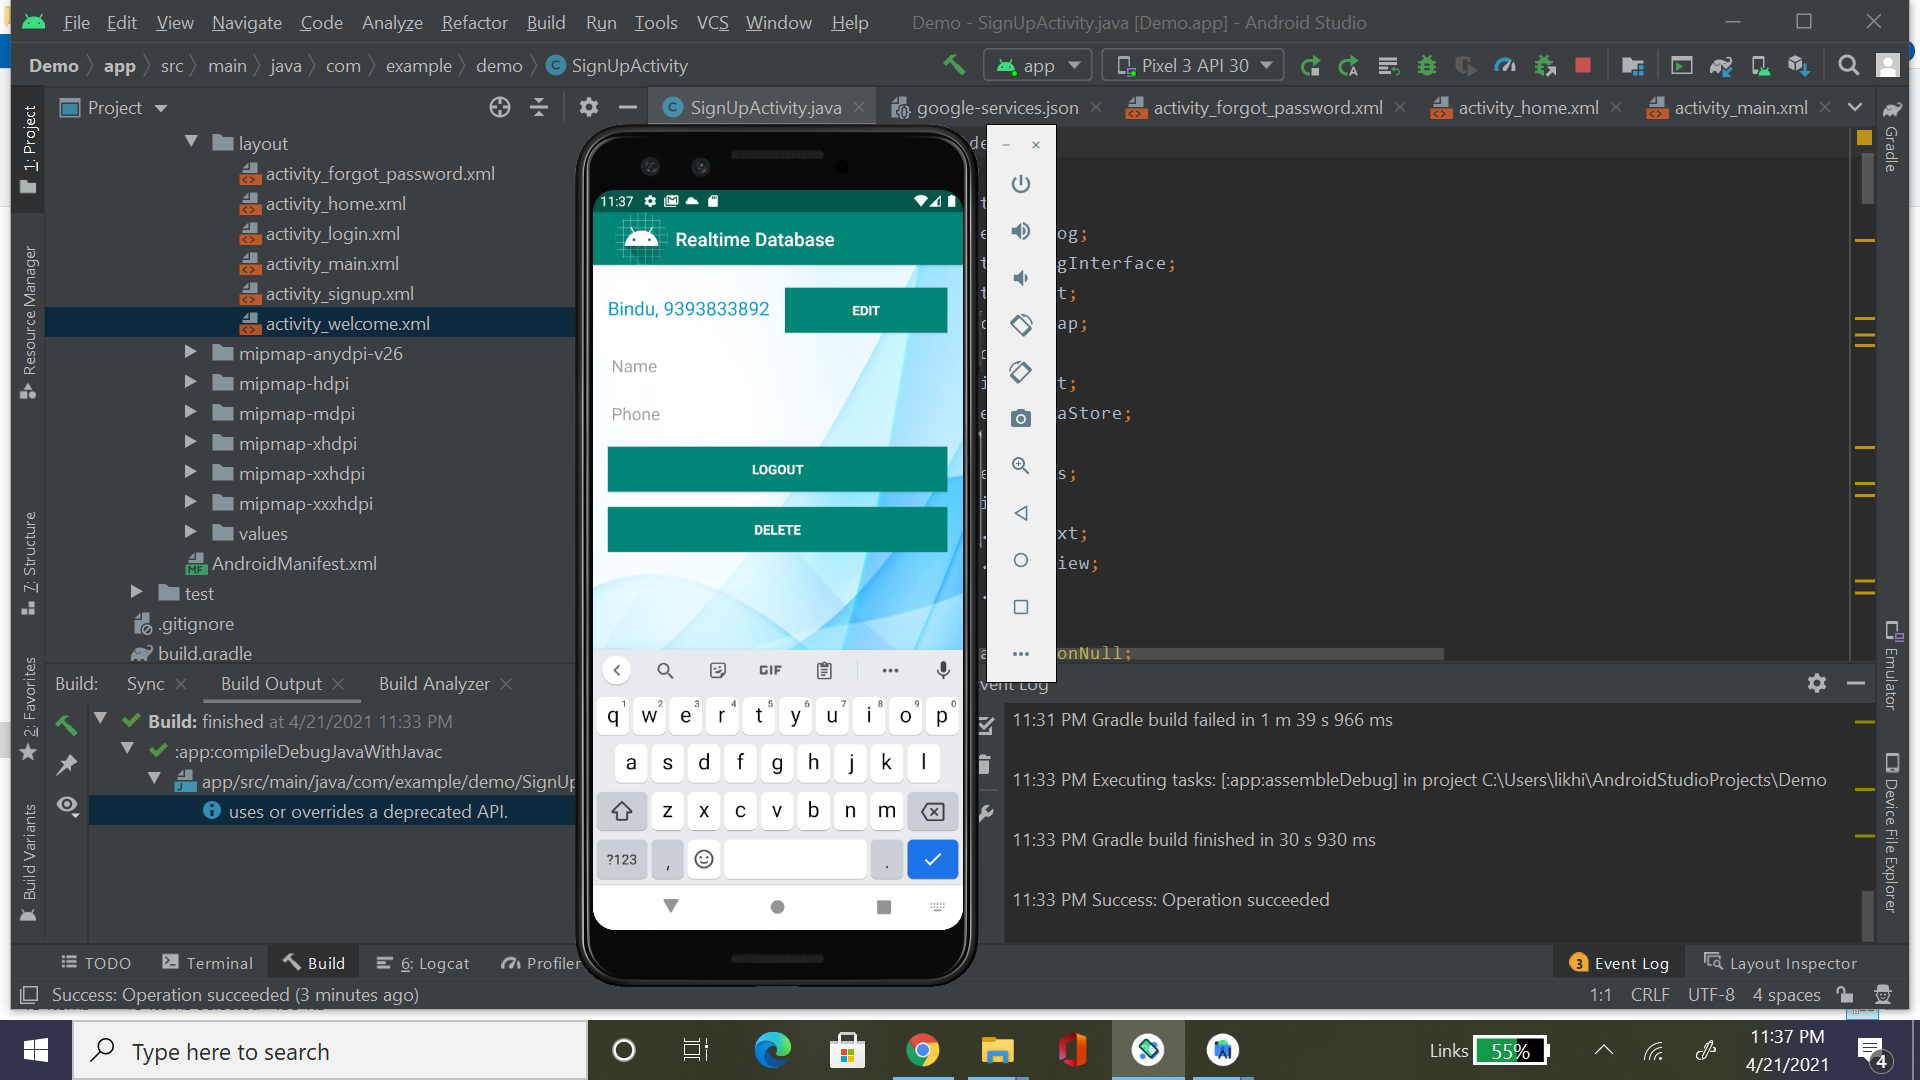 File Edit View Navigate Code Analyze Refactor Build Run Tools VCS Window Help Demo - SignUpActivity.java [Demo.app] - Android Studio
Demo app src main java com example demo SignUpActivity app Pixel 3 API 30
Project SignUpActivity.java google-services.json activity_forgot_password.xml activity_home.xml activity_main.xml
1: Project
Resource Manager
7: Structure
2: Favorites
Build Variants
layout
activity_forgot_password.xml
activity_home.xml
activity_login.xml
activity_main.xml
activity_signup.xml
activity_welcome.xml
mipmap-anydpi-v26
mipmap-hdpi
mipmap-mdpi
mipmap-xhdpi
mipmap-xxhdpi
mipmap-xxxhdpi
values
AndroidManifest.xml
test
.gitignore
build.gradle
11:37
Realtime Database
Bindu, 9393833892 EDIT
Name
Phone
LOGOUT
DELETE
GIF
q1 w2 e3 r4 t5 y6 u7 i8 o9 p0
a s d f g h j k l
z x c v b n m
?123 , .
de
t
e og;
t gInterface;
t t;
ap;
i t;
e aStore;
e s;
i
. xt;
. iew;
.
a onNull;
Gradle
Emulator
Device File Explorer
Build: Sync Build Output Build Analyzer
Build: finished at 4/21/2021 11:33 PM
:app:compileDebugJavaWithJavac
app/src/main/java/com/example/demo/SignUp
uses or overrides a deprecated API.
vent Log
11:31 PM Gradle build failed in 1 m 39 s 966 ms
11:33 PM Executing tasks: [:app:assembleDebug] in project C:\Users\likhi\AndroidStudioProjects\Demo
11:33 PM Gradle build finished in 30 s 930 ms
11:33 PM Success: Operation succeeded
TODO Terminal Build 6: Logcat Profiler 3 Event Log Layout Inspector
Success: Operation succeeded (3 minutes ago) 1:1 CRLF UTF-8 4 spaces
Type here to search Links 55% 11:37 PM
4/21/2021 4